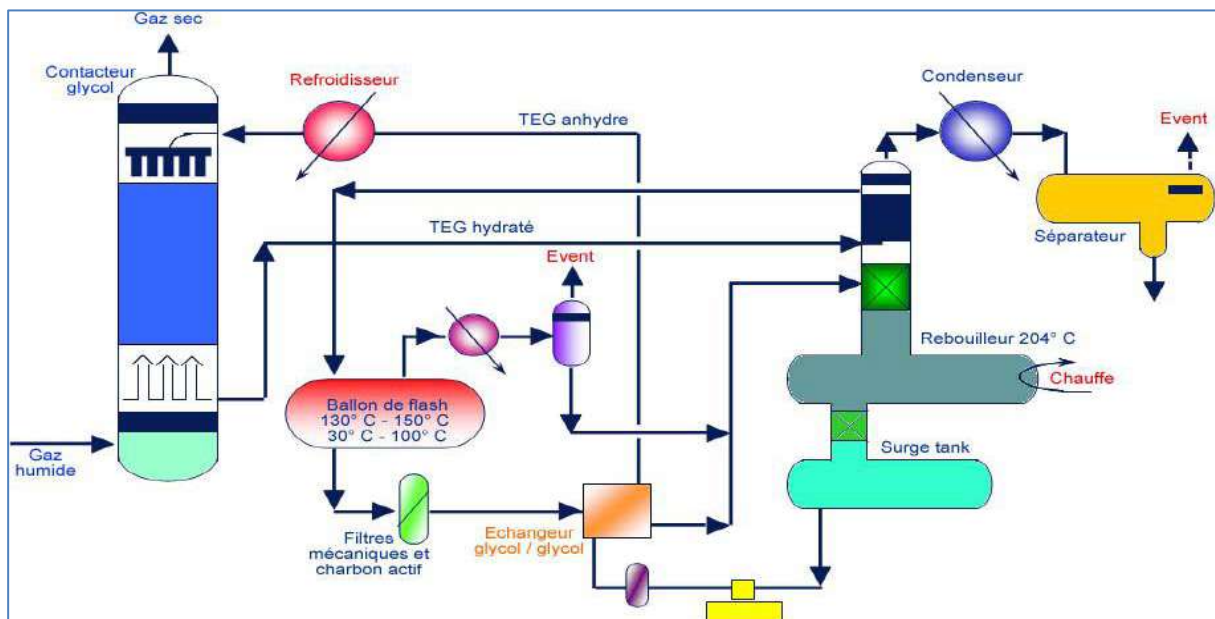 Gaz sec
Contacteur
glycol
Refroidisseur
Condenseur
TEG anhydre
Event
TEG hydraté
Séparateur
Event
Rebouilleur 204° C
Chauffe
Ballon de flash
130° C - 150° C
30° C - 100° C
Gaz
humide
Surge tank
Filtres
mécaniques et
charbon actif
Echangeur
glycol / glycol